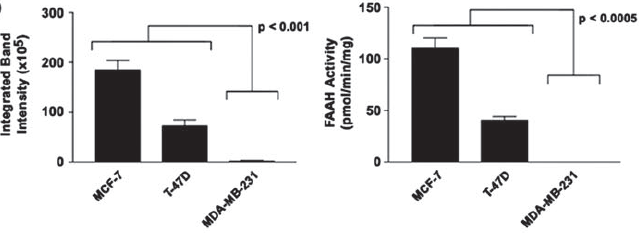 Integrated Band
Intensity (x10⁵)
300
200
100
0
p < 0.001
MCF-7
T-47D
MDA-MB-231
FAAH Activity
(pmol/min/mg)
150
100
50
0
p < 0.0005
MCF-7
T-47D
MDA-MB-231